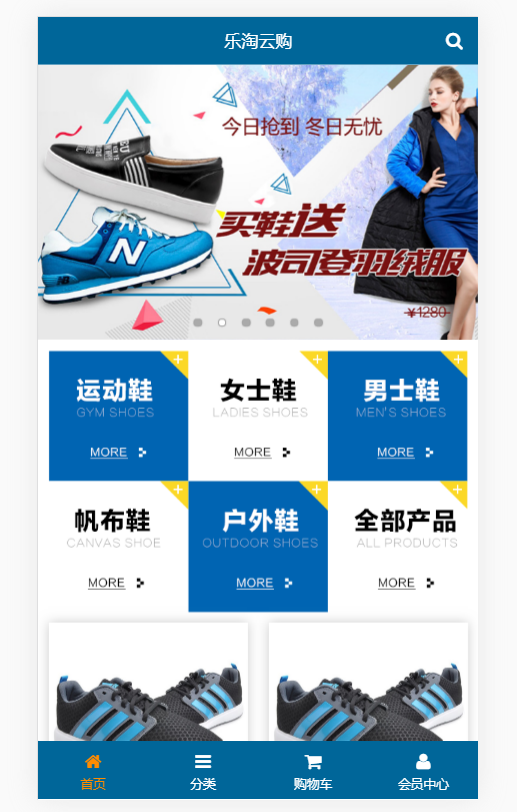 乐淘云购
今日抢到 冬日无忧
买鞋送
波司登羽绒服
¥1280
N
运动鞋
GYM SHOES
MORE
女士鞋
LADIES SHOES
MORE
男士鞋
MEN'S SHOES
MORE
帆布鞋
CANVAS SHOE
MORE
户外鞋
OUTDOOR SHOES
MORE
全部产品
ALL PRODUCTS
MORE
首页
分类
购物车
会员中心